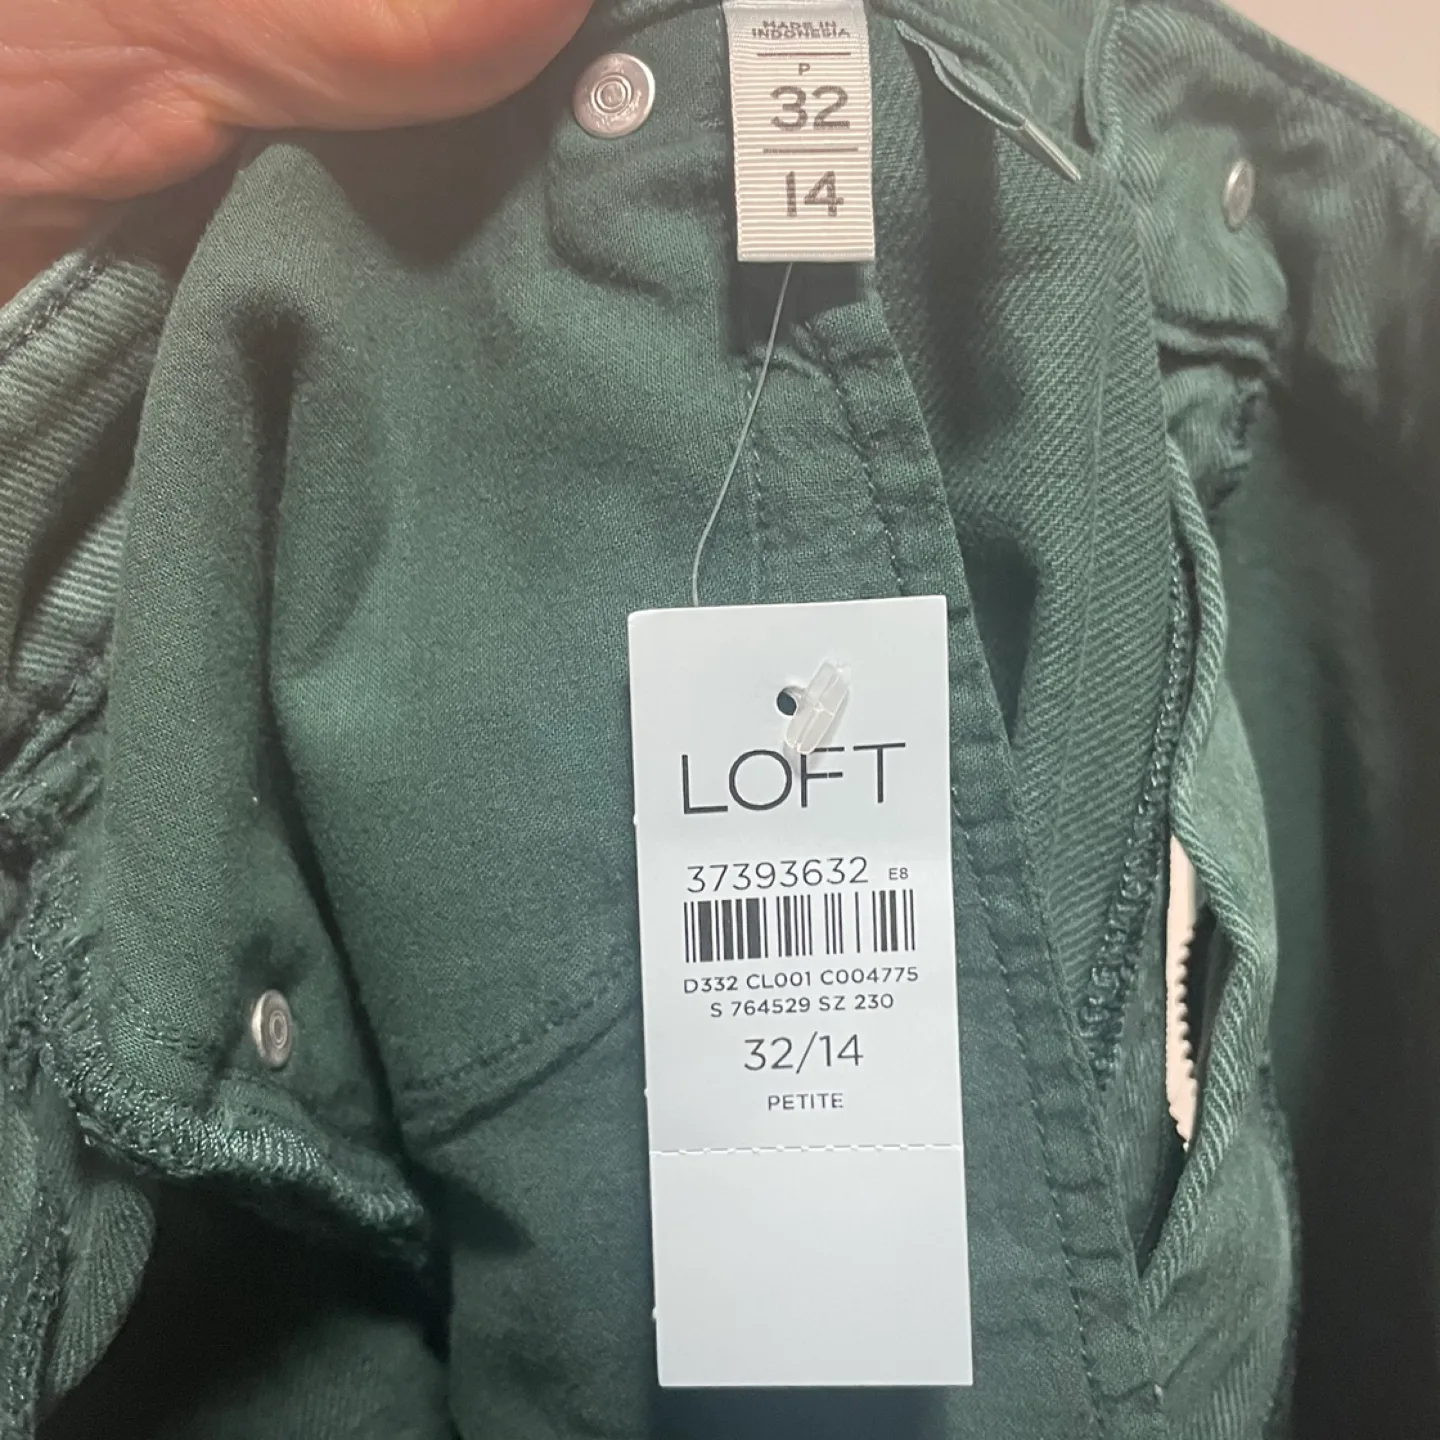 MADE IN
INDONESIA
P
32
14
LOFT
37393632 E8
D332 CL001 C004775
S 764529 SZ 230
32/14
PETITE